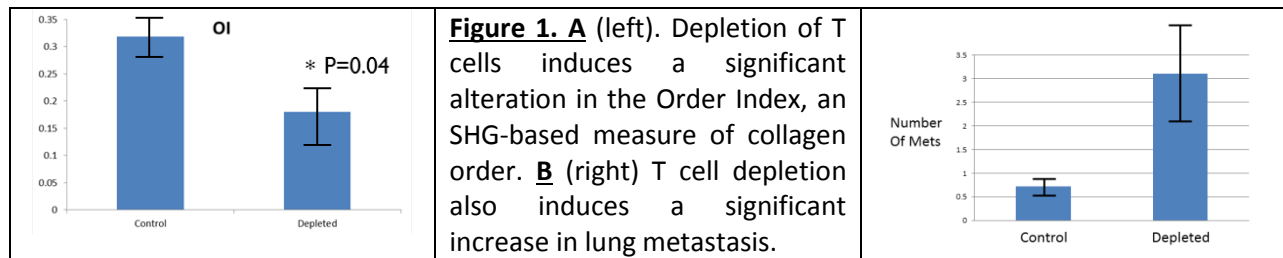 0.35
OI
0.3
0.25
* P=0.04
0.2
0.15
0.1
0.05
0
Control Depleted
Figure 1. A (left). Depletion of T
cells induces a significant
alteration in the Order Index, an
SHG-based measure of collagen
order. B (right) T cell depletion
also induces a significant
increase in lung metastasis.
3.5
3
2.5
2
Number
Of Mets
1.5
1
0.5
0
Control Depleted